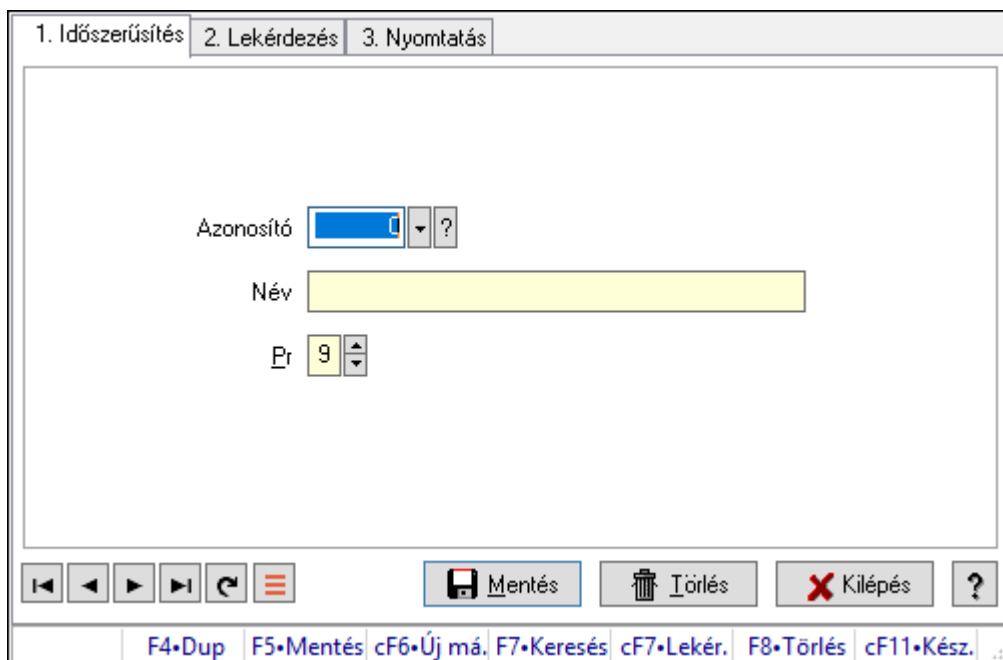 1. Időszerűsítés 2. Lekérdezés 3. Nyomtatás
Azonosító 0 ?
Név
Pr 9
Mentés Törlés Kilépés ?
F4•Dup F5•Mentés cF6•Új má. F7•Keresés cF7•Lekér. F8•Törlés cF11•Kész.